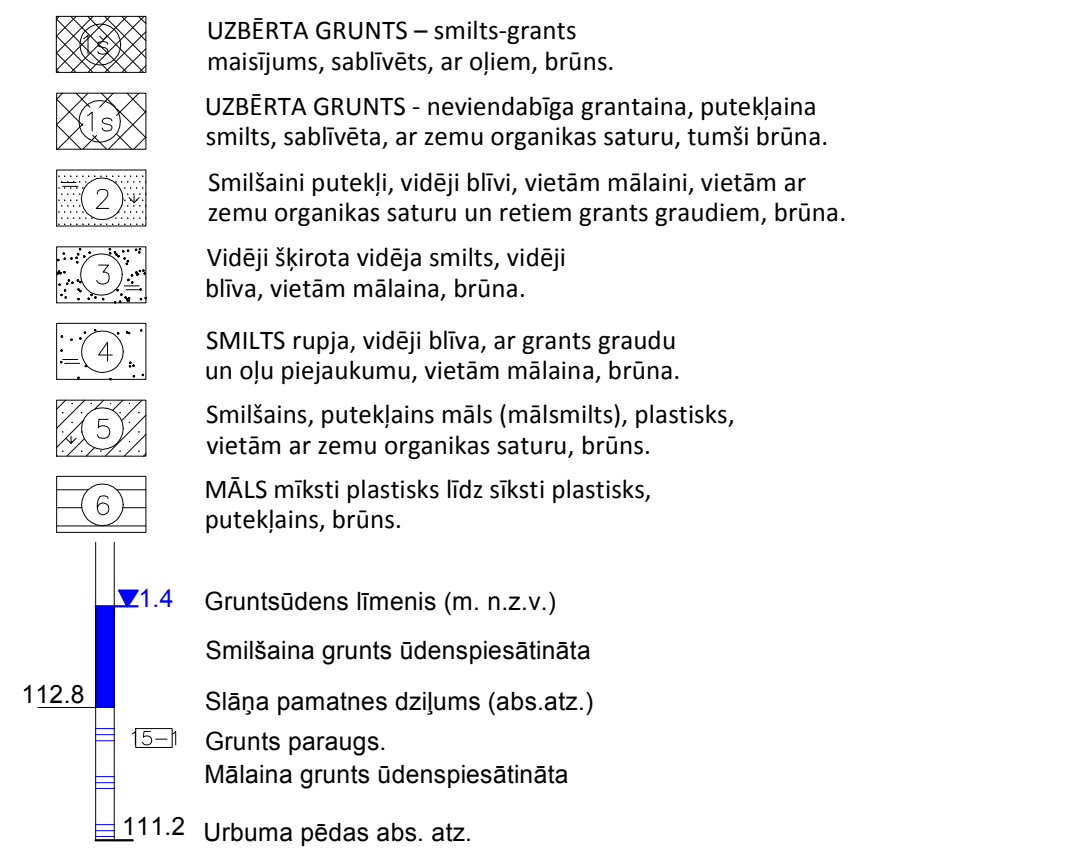 1š
UZBĒRTA GRUNTS – smilts-grants
maisījums, sablīvēts, ar oļiem, brūns.
1s
UZBĒRTA GRUNTS - neviendabīga grantaina, putekļaina
smilts, sablīvēta, ar zemu organikas saturu, tumši brūna.
2
Smilšaini putekļi, vidēji blīvi, vietām mālaini, vietām ar
zemu organikas saturu un retiem grants graudiem, brūna.
3
Vidēji šķirota vidēja smilts, vidēji
blīva, vietām mālaina, brūna.
4
SMILTS rupja, vidēji blīva, ar grants graudu
un oļu piejaukumu, vietām mālaina, brūna.
5
Smilšains, putekļains māls (mālsmilts), plastisks,
vietām ar zemu organikas saturu, brūns.
6
MĀLS mīksti plastisks līdz sīksti plastisks,
putekļains, brūns.
1.4 Gruntsūdens līmenis (m. n.z.v.)
Smilšaina grunts ūdenspiesātināta
112.8 Slāņa pamatnes dziļums (abs.atz.)
15-1 Grunts paraugs.
Mālaina grunts ūdenspiesātināta
111.2 Urbuma pēdas abs. atz.